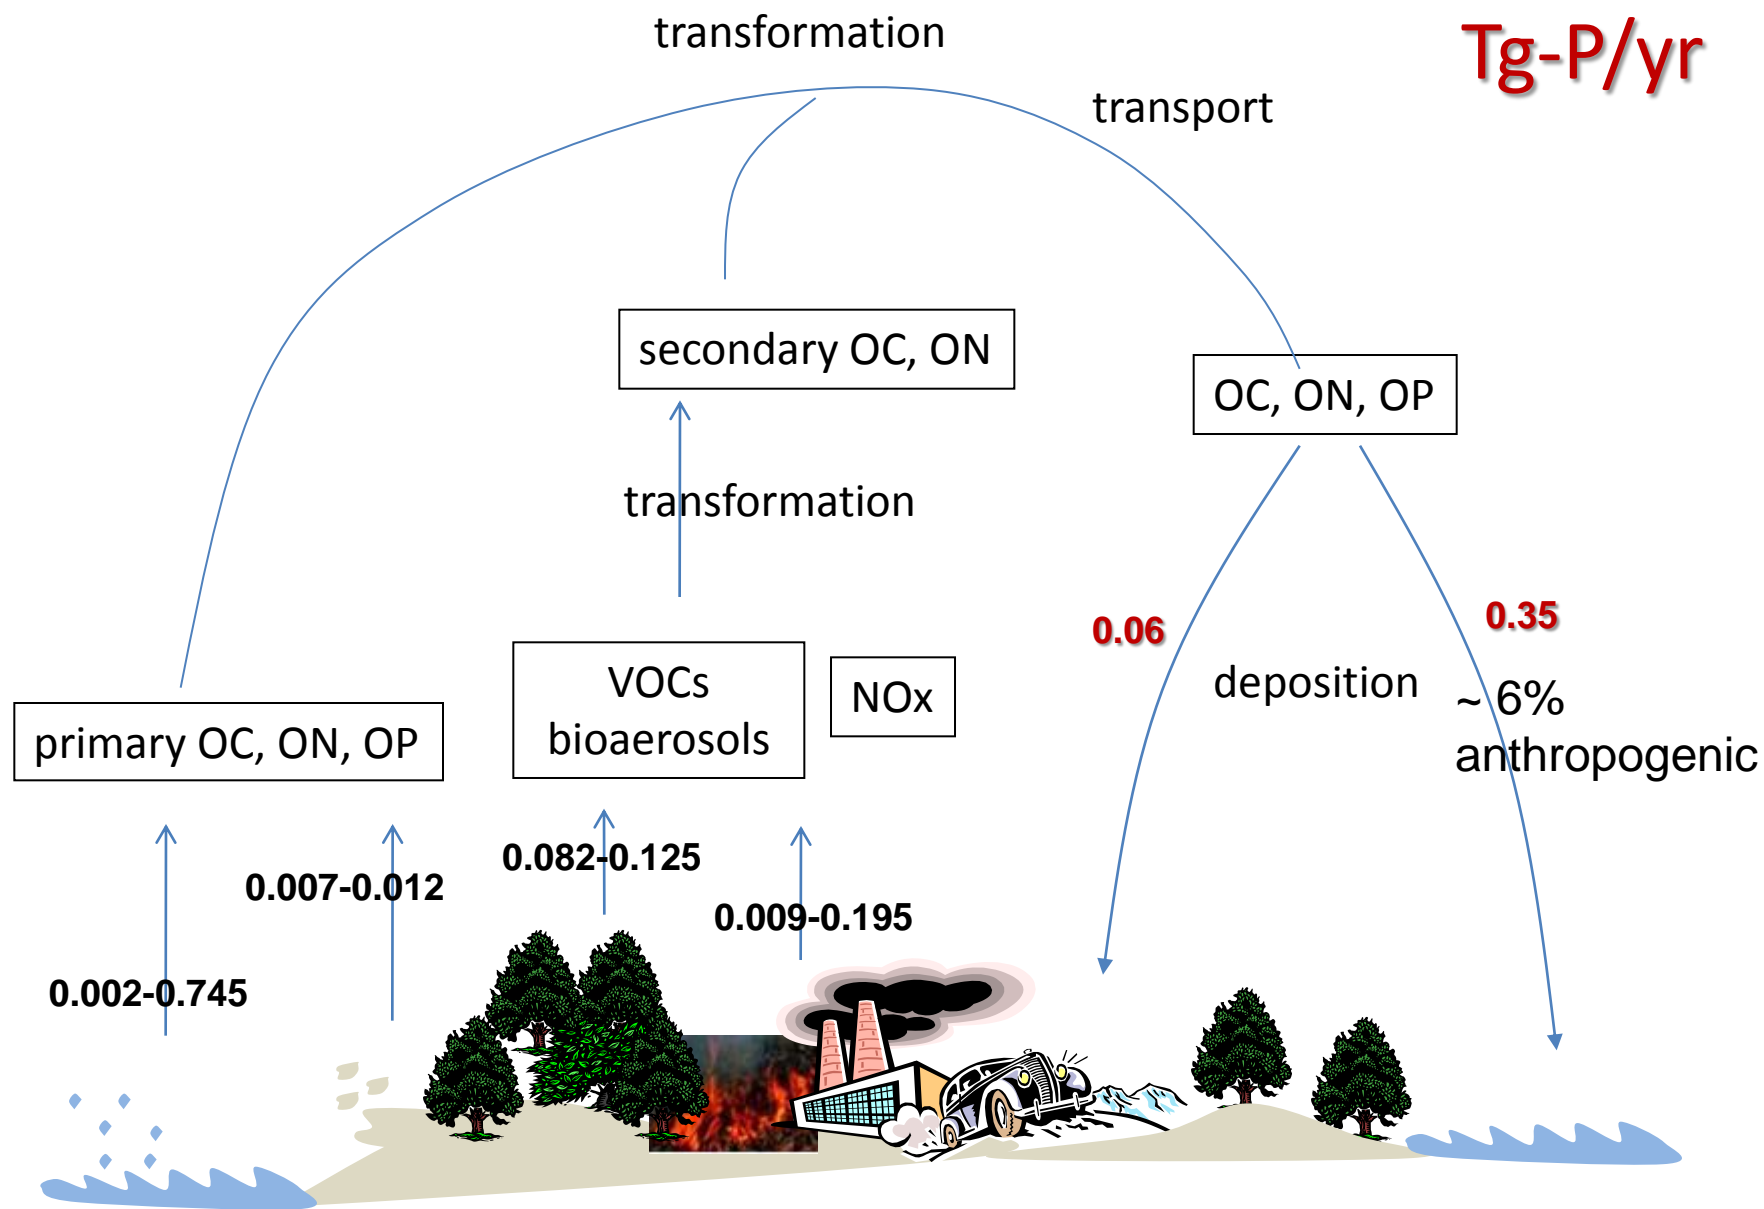 transformation
Tg-P/yr
transport
secondary OC, ON
OC, ON, OP
transformation
0.06
0.35
deposition
~ 6%
anthropogenic
VOCs
bioaerosols
NOx
primary OC, ON, OP
0.082-0.125
0.007-0.012
0.009-0.195
0.002-0.745